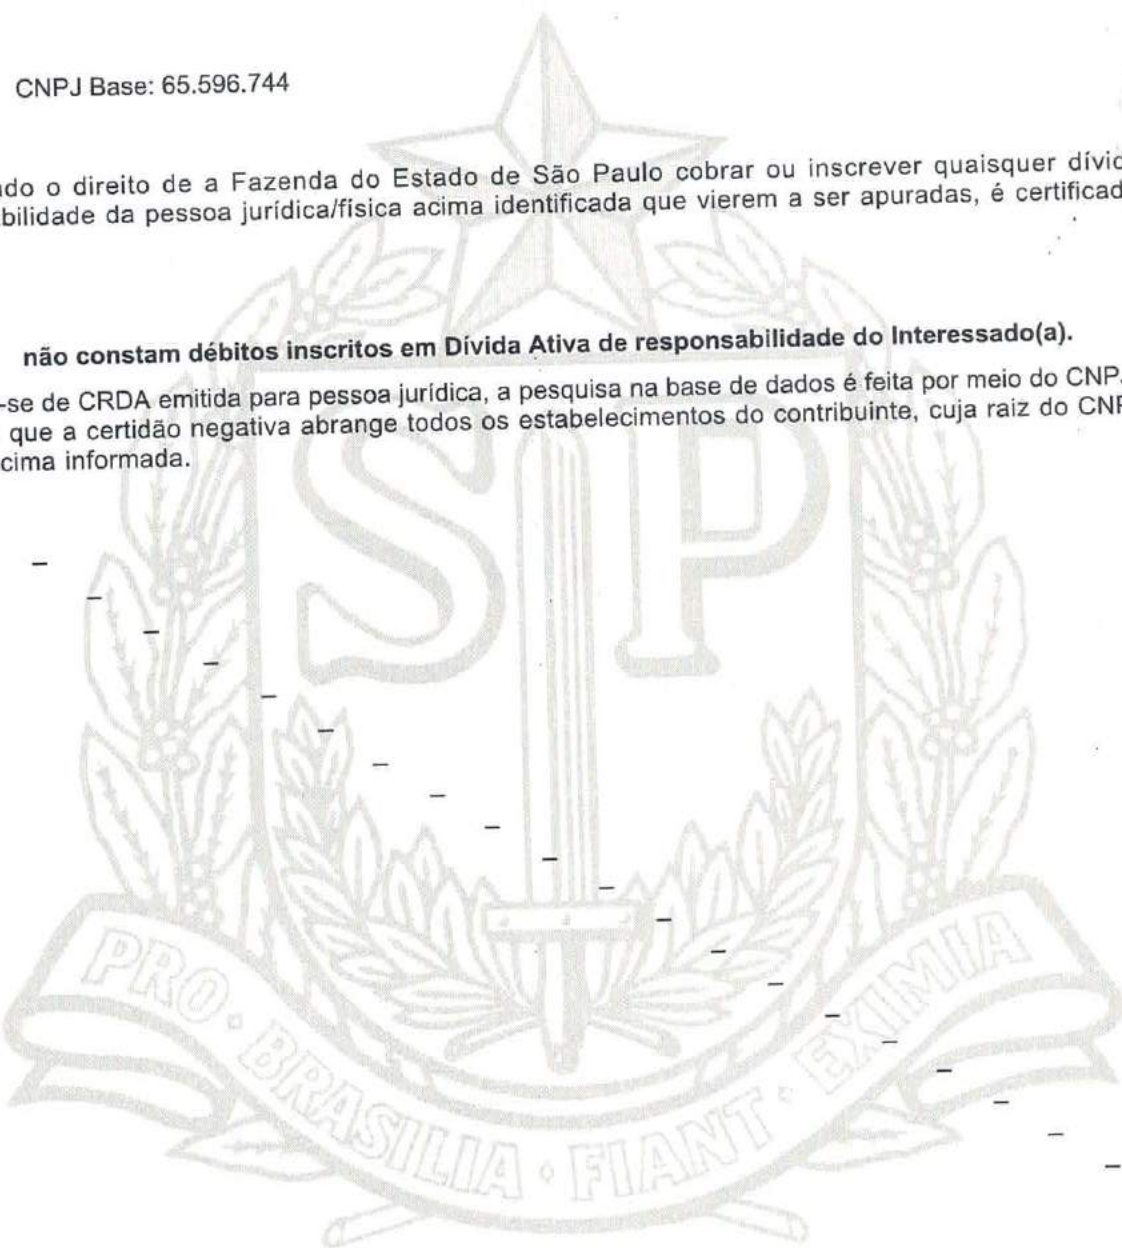 CNPJ Base: 65.596.744
ndo o direito de a Fazenda do Estado de São Paulo cobrar ou inscrever quaisquer dívid
bilidade da pessoa jurídica/física acima identificada que vierem a ser apuradas, é certificad
não constam débitos inscritos em Dívida Ativa de responsabilidade do Interessado(a).
-se de CRDA emitida para pessoa jurídica, a pesquisa na base de dados é feita por meio do CNPJ
que a certidão negativa abrange todos os estabelecimentos do contribuinte, cuja raiz do CNP
cima informada.
SP
PRO · BRASILIA · FIANT · EXIMIA